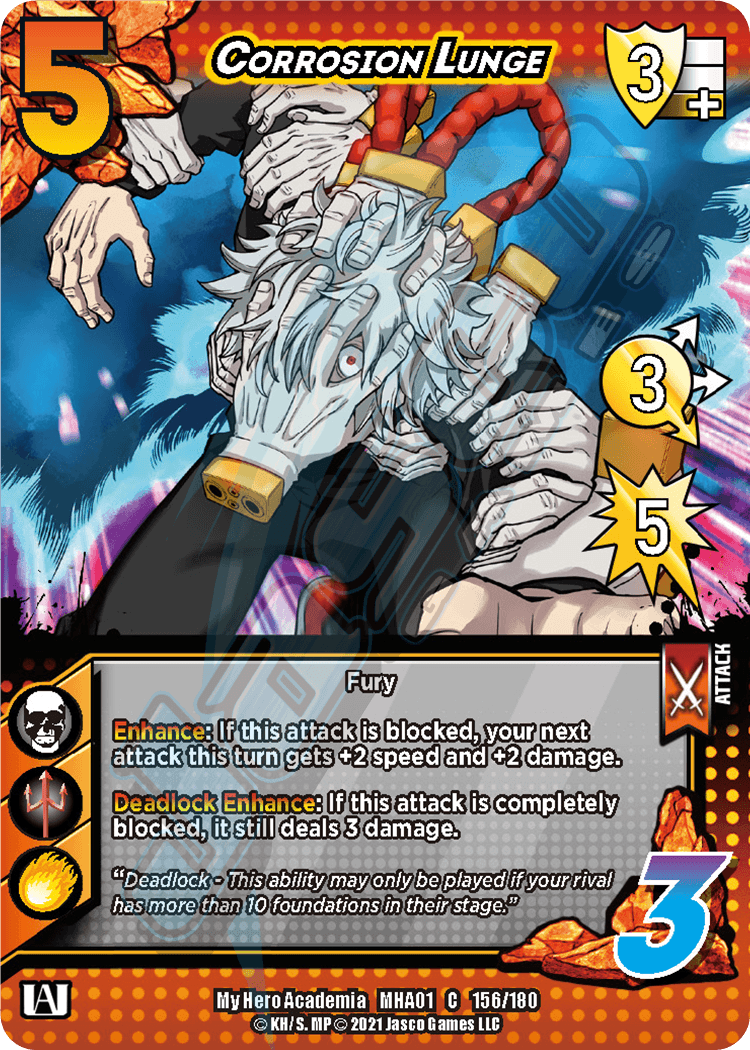 5
CORROSION LUNGE
3
+
3
5
ATTACK
Fury
Enhance: If this attack is blocked, your next
attack this turn gets +2 speed and +2 damage.
Deadlock Enhance: If this attack is completely
blocked, it still deals 3 damage.
“Deadlock - This ability may only be played if your rival
has more than 10 foundations in their stage.”
3
UA
My Hero Academia MHA01 C 156/180
© KH/ S. MP © 2021 Jasco Games LLC